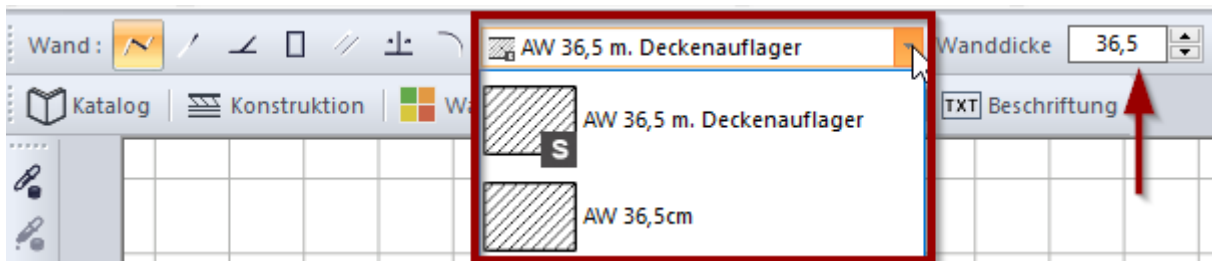 Wand : AW 36,5 m. Deckenauflager Wanddicke 36,5
Katalog Konstruktion TXT Beschriftung
AW 36,5 m. Deckenauflager
S
AW 36,5cm